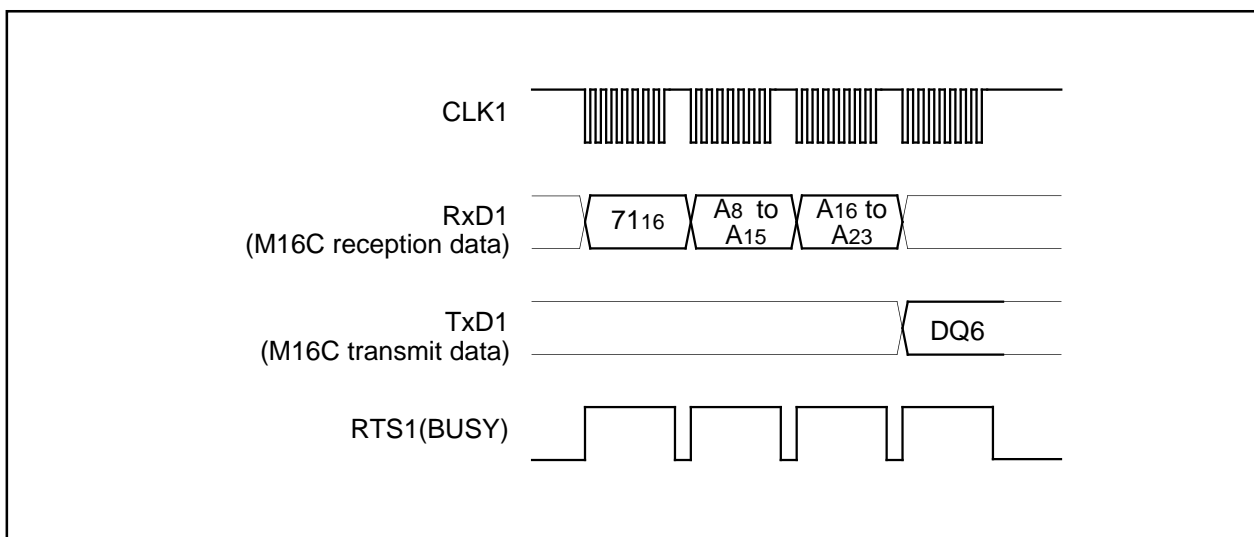 CLK1
RxD1
(M16C reception data)
7116
A8 to
A15
A16 to
A23
TxD1
(M16C transmit data)
DQ6
RTS1(BUSY)